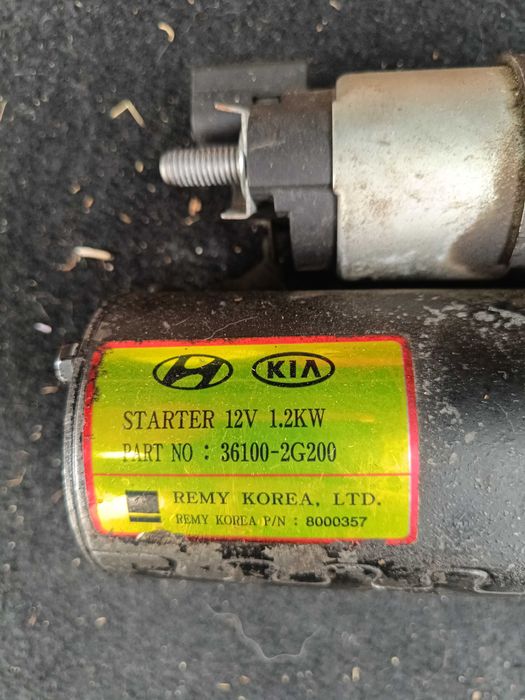 KIA
STARTER 12V 1.2KW
PART NO : 36100-2G200
REMY KOREA, LTD.
REMY KOREA P/N : 8000357